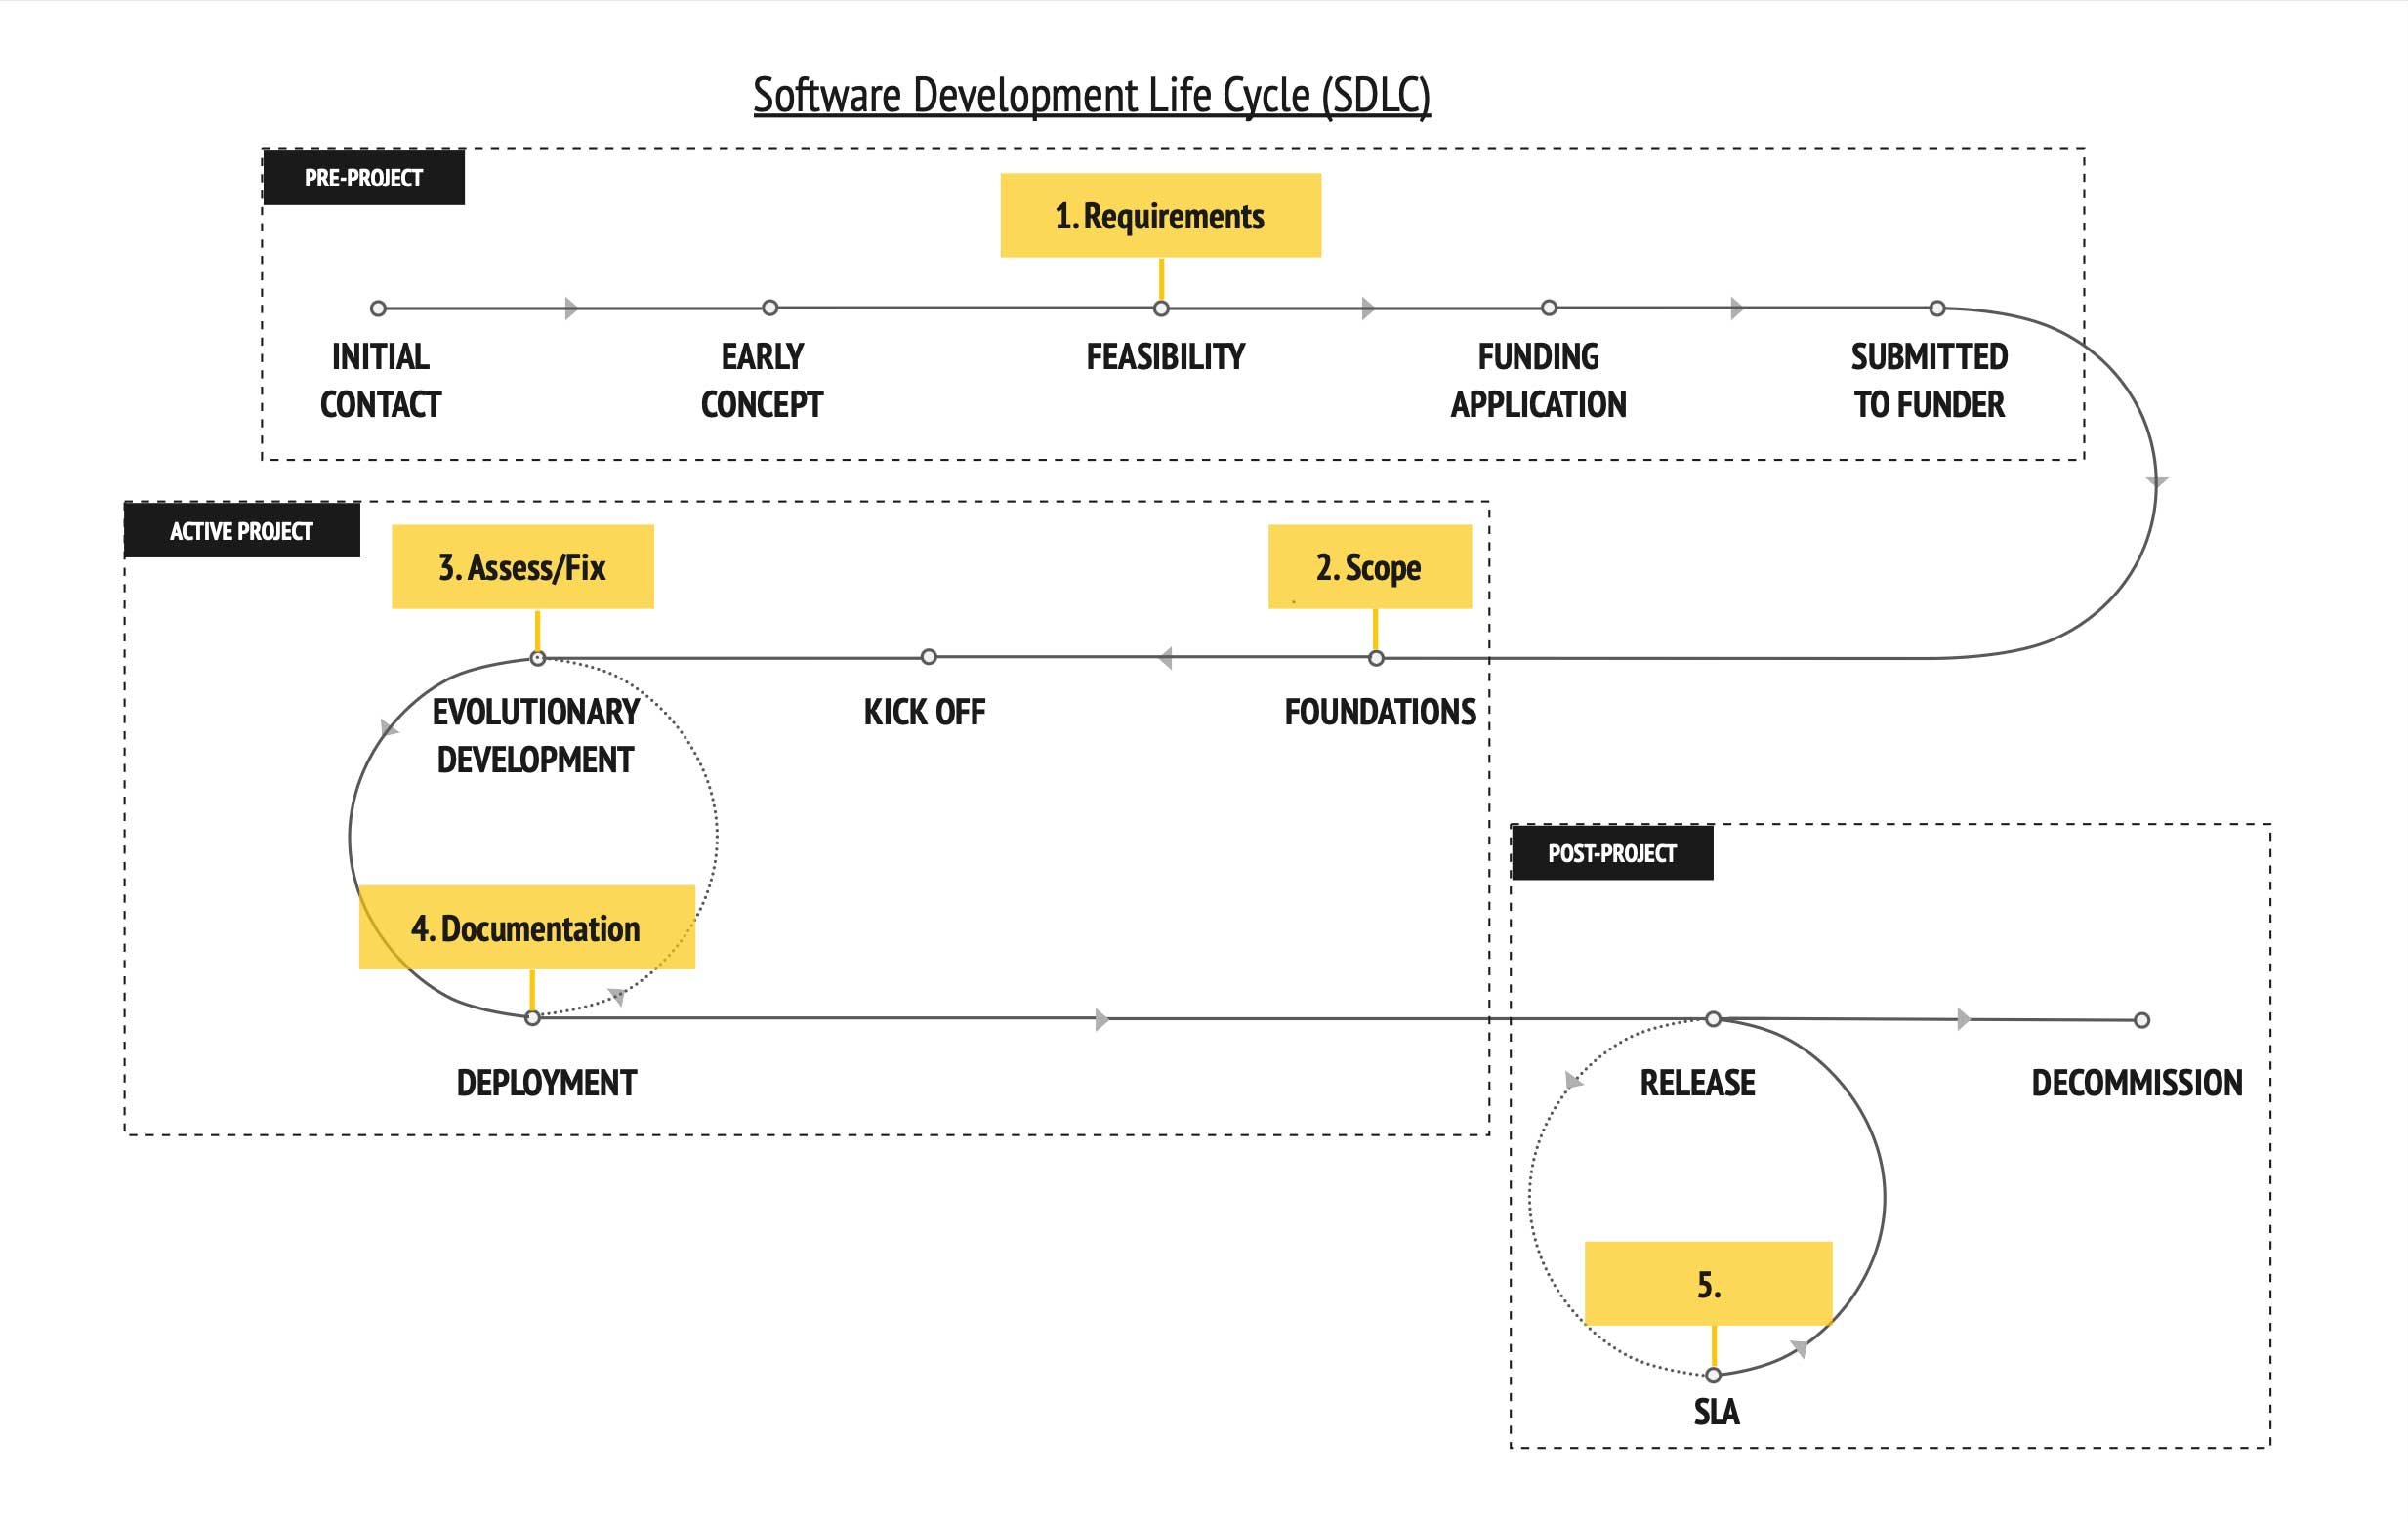 Software Development Life Cycle (SDLC)
PRE-PROJECT
1. Requirements
INITIAL
CONTACT
EARLY
CONCEPT
FEASIBILITY
FUNDING
APPLICATION
SUBMITTED
TO FUNDER
ACTIVE PROJECT
3. Assess/Fix
2. Scope
EVOLUTIONARY
DEVELOPMENT
KICK OFF
FOUNDATIONS
4. Documentation
DEPLOYMENT
POST-PROJECT
RELEASE
DECOMMISSION
5.
SLA